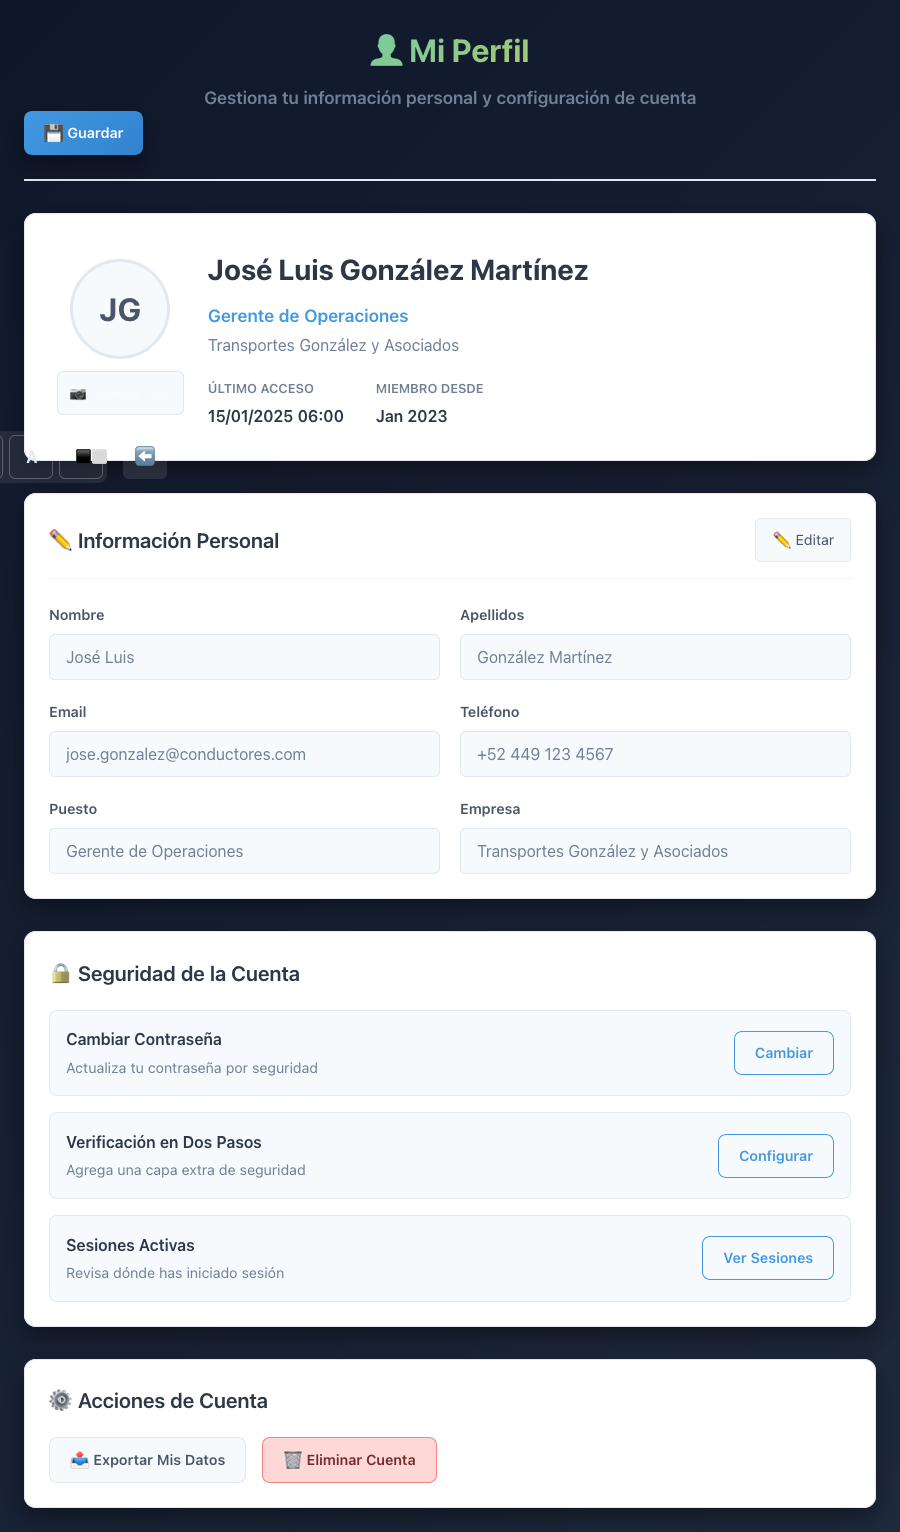 Mi Perfil
Gestiona tu información personal y configuración de cuenta
Guardar
JG
José Luis González Martínez
Gerente de Operaciones
Transportes González y Asociados
ÚLTIMO ACCESO
15/01/2025 06:00
MIEMBRO DESDE
Jan 2023
A
Información Personal
Editar
Nombre
José Luis
Apellidos
González Martínez
Email
jose.gonzalez@conductores.com
Teléfono
+52 449 123 4567
Puesto
Gerente de Operaciones
Empresa
Transportes González y Asociados
Seguridad de la Cuenta
Cambiar Contraseña
Actualiza tu contraseña por seguridad
Cambiar
Verificación en Dos Pasos
Agrega una capa extra de seguridad
Configurar
Sesiones Activas
Revisa dónde has iniciado sesión
Ver Sesiones
Acciones de Cuenta
Exportar Mis Datos
Eliminar Cuenta